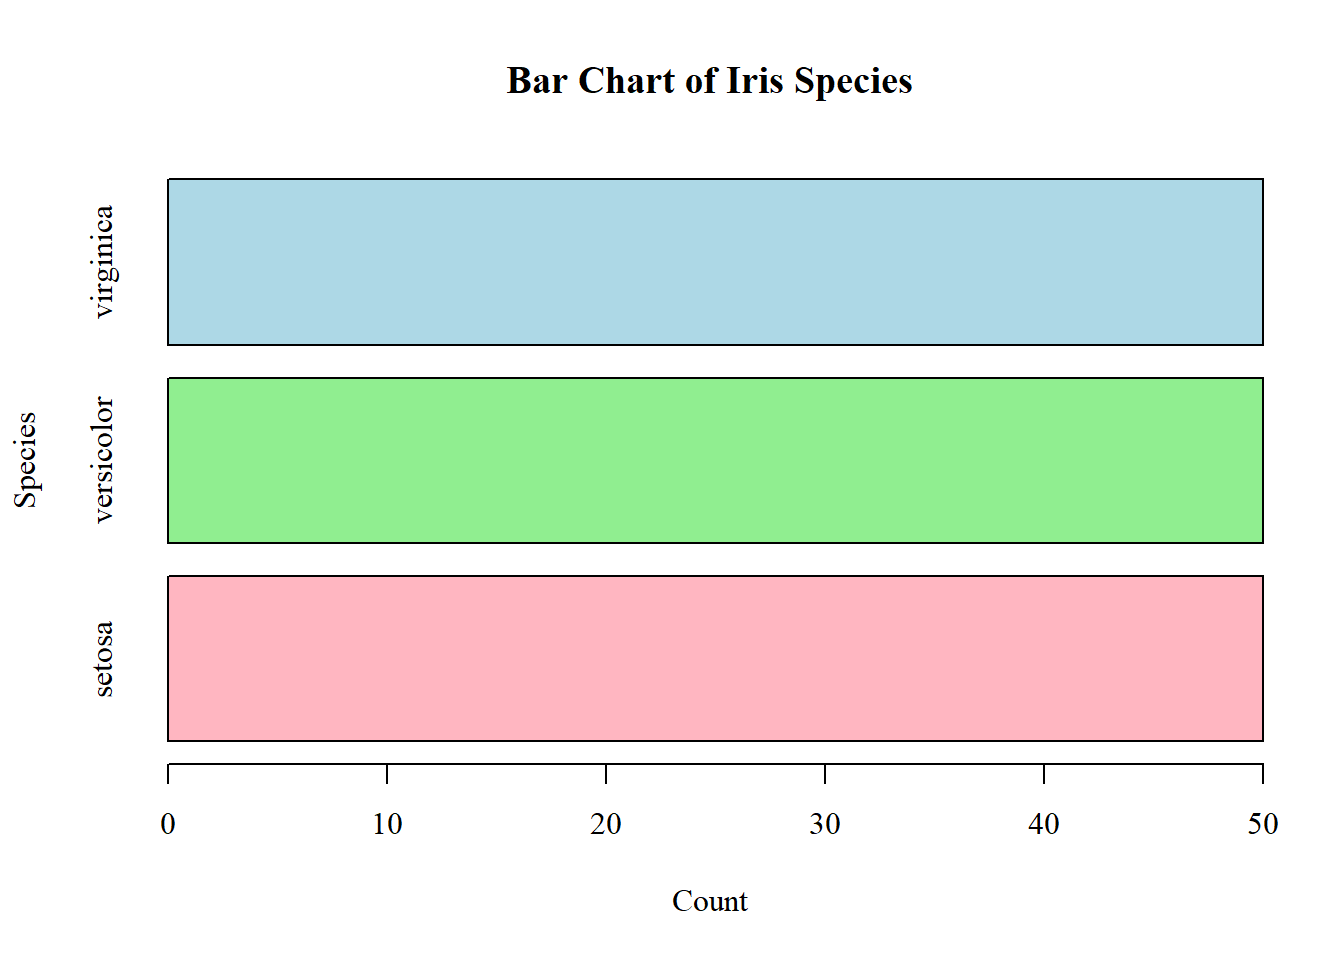 Bar Chart of Iris Species
Species
virginica
versicolor
setosa
0 10 20 30 40 50
Count